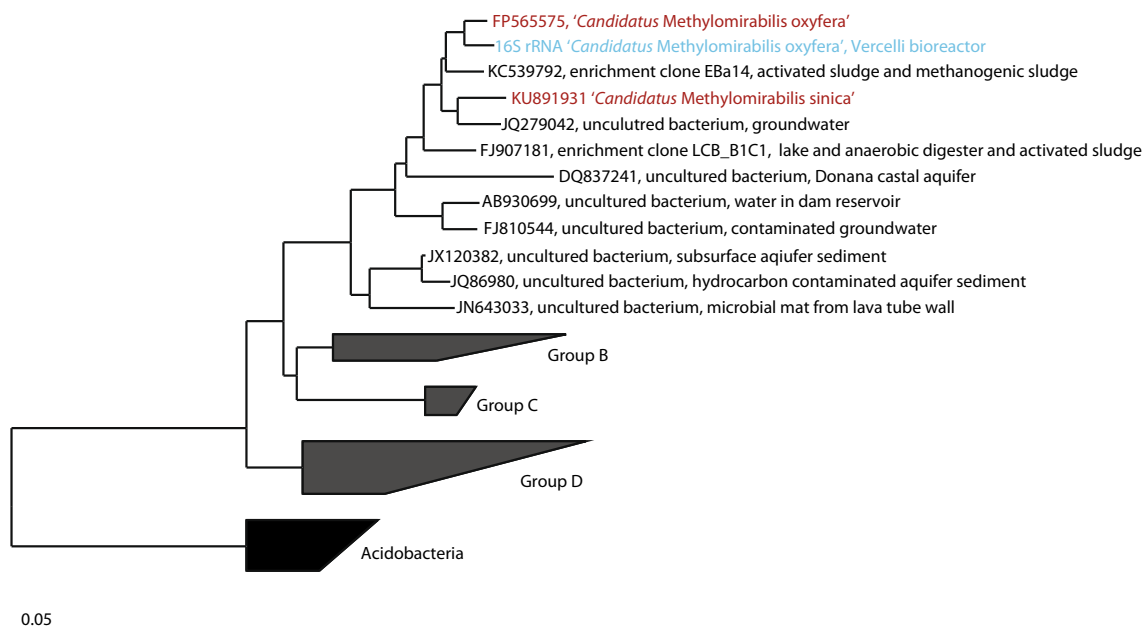 FP565575, ‘Candidatus Methylomirabilis oxyfera’
16S rRNA ‘Candidatus Methylomirabilis oxyfera’, Vercelli bioreactor
KC539792, enrichment clone EBa14, activated sludge and methanogenic sludge
KU891931 ‘Candidatus Methylomirabilis sinica’
JQ279042, unculutred bacterium, groundwater
FJ907181, enrichment clone LCB_B1C1, lake and anaerobic digester and activated sludge
DQ837241, uncultured bacterium, Donana castal aquifer
AB930699, uncultured bacterium, water in dam reservoir
FJ810544, uncultured bacterium, contaminated groundwater
JX120382, uncultured bacterium, subsurface aqiufer sediment
JQ86980, uncultured bacterium, hydrocarbon contaminated aquifer sediment
JN643033, uncultured bacterium, microbial mat from lava tube wall
Group B
Group C
Group D
Acidobacteria
0.05